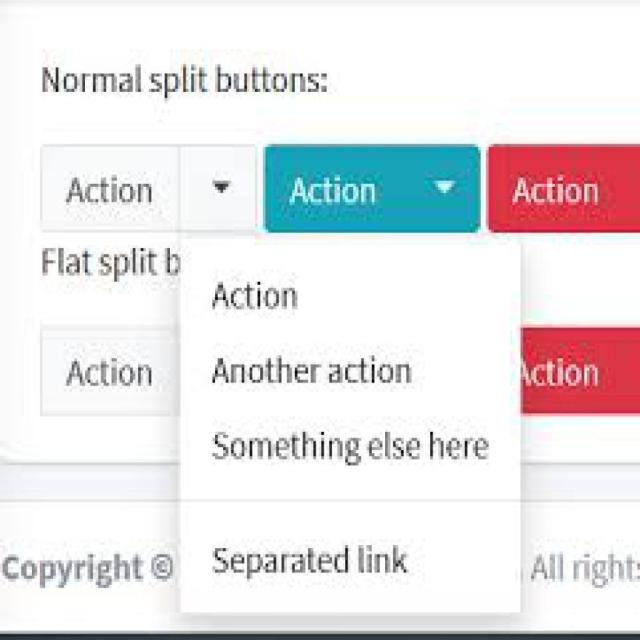 Normal split buttons:
Action Action Action
Flat split b
Action
Another action
Something else here
Separated link
Action Action
Copyright © . All rights